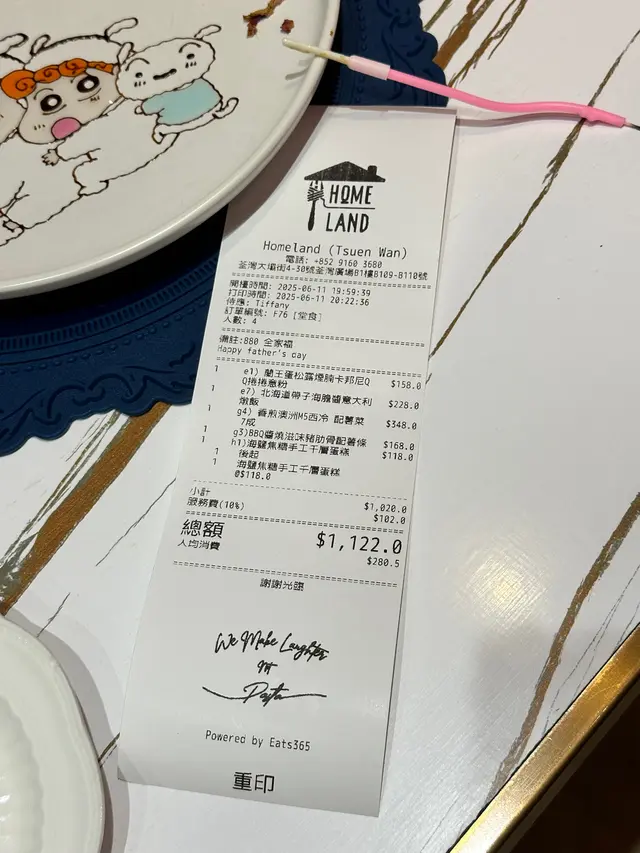 HOME
LAND
Homeland (Tsuen Wan)
電話: +852 9160 3680
荃灣大壩街4-30號荃灣廣場B1樓B109-B110號
開檯時間: 2025-06-11 19:59:39
打印時間: 2025-06-11 20:22:36
侍應: Tiffany
訂單編號: F76 [堂食]
人數: 4
備註:880 全家福
Happy father's day
1 e1) 蘭王蛋松露煙腩卡邦尼Q $158.0
Q捲捲意粉
1 e7) 北海道帶子海膽醬意大利 $228.0
燉飯
1 g4) 香煎澳洲M5西冷 配薯菜 $348.0
7成
1 g3)BBQ醬燒滋味豬肋骨配薯條 $168.0
1 h1)海鹽焦糖手工千層蛋糕 $118.0
1 後起
1 海鹽焦糖手工千層蛋糕
@$118.0
小計 $1,020.0
服務費(10%) $102.0
總額 $1,122.0
人均消費 $280.5
謝謝光臨
We Make Laughter
Pasta
Powered by Eats365
重印